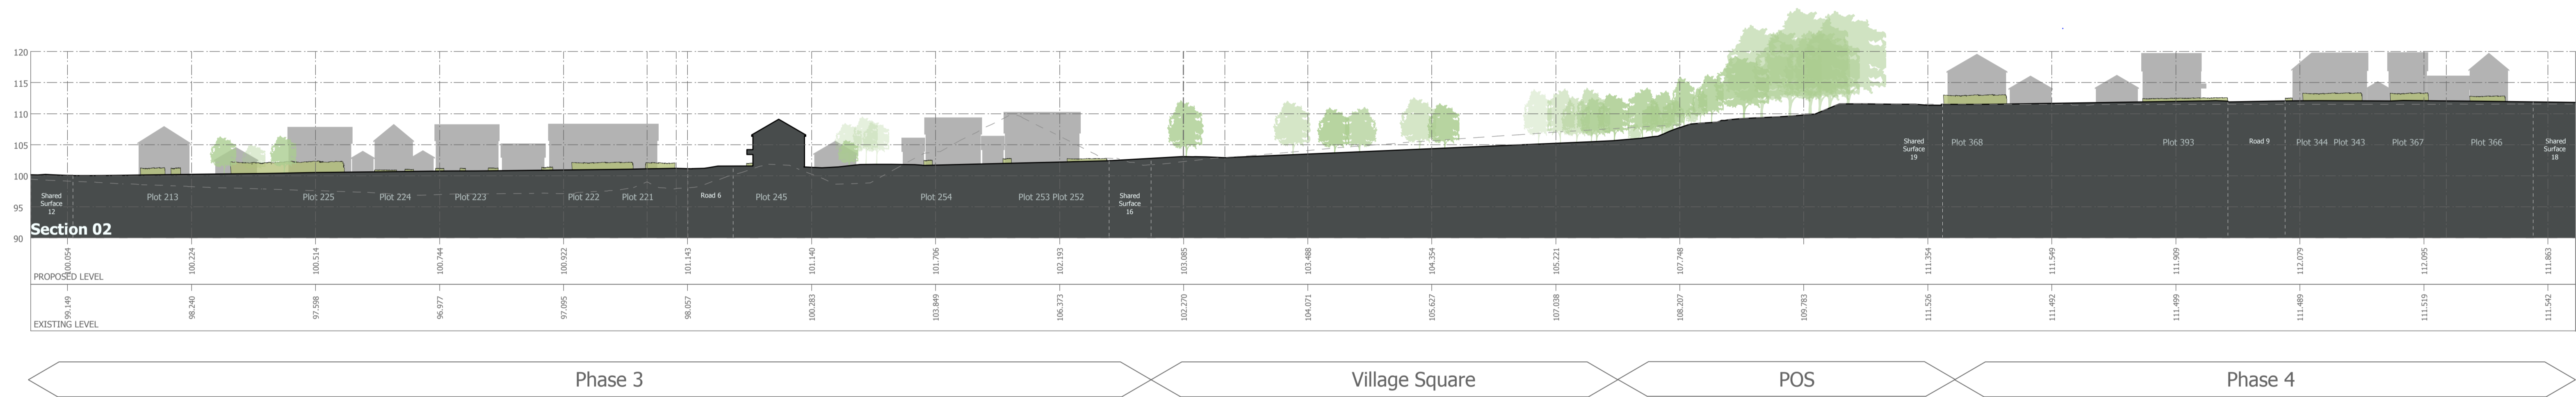 120
115
110
105
100
95
90
Shared
Surface
12
Plot 213
Plot 225
Plot 224
Plot 223
Plot 222
Plot 221
Road 6
Plot 245
Plot 254
Plot 253 Plot 252
Shared
Surface
16
Shared
Surface
19
Plot 368
Plot 393
Road 9
Plot 344 Plot 343
Plot 367
Plot 366
Shared
Surface
18
Section 02
100.054
100.224
100.514
100.744
100.922
101.143
101.140
101.706
102.193
103.085
103.488
104.354
105.221
107.748
111.354
111.549
111.909
112.079
112.095
111.863
PROPOSED LEVEL
99.149
98.240
97.598
96.977
97.095
98.057
100.283
103.849
106.373
102.270
104.071
105.627
107.038
108.207
109.783
111.526
111.492
111.499
111.489
111.519
111.542
EXISTING LEVEL
Phase 3
Village Square
POS
Phase 4